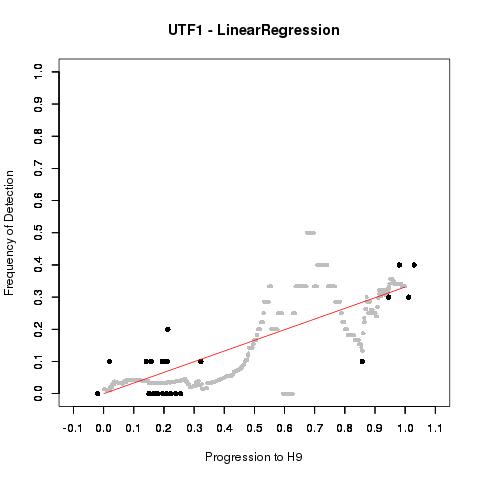 UTF1 - LinearRegression
Frequency of Detection
1.0
0.9
0.8
0.7
0.6
0.5
0.4
0.3
0.2
0.1
0.0
-0.1 0.0 0.1 0.2 0.3 0.4 0.5 0.6 0.7 0.8 0.9 1.0 1.1
Progression to H9